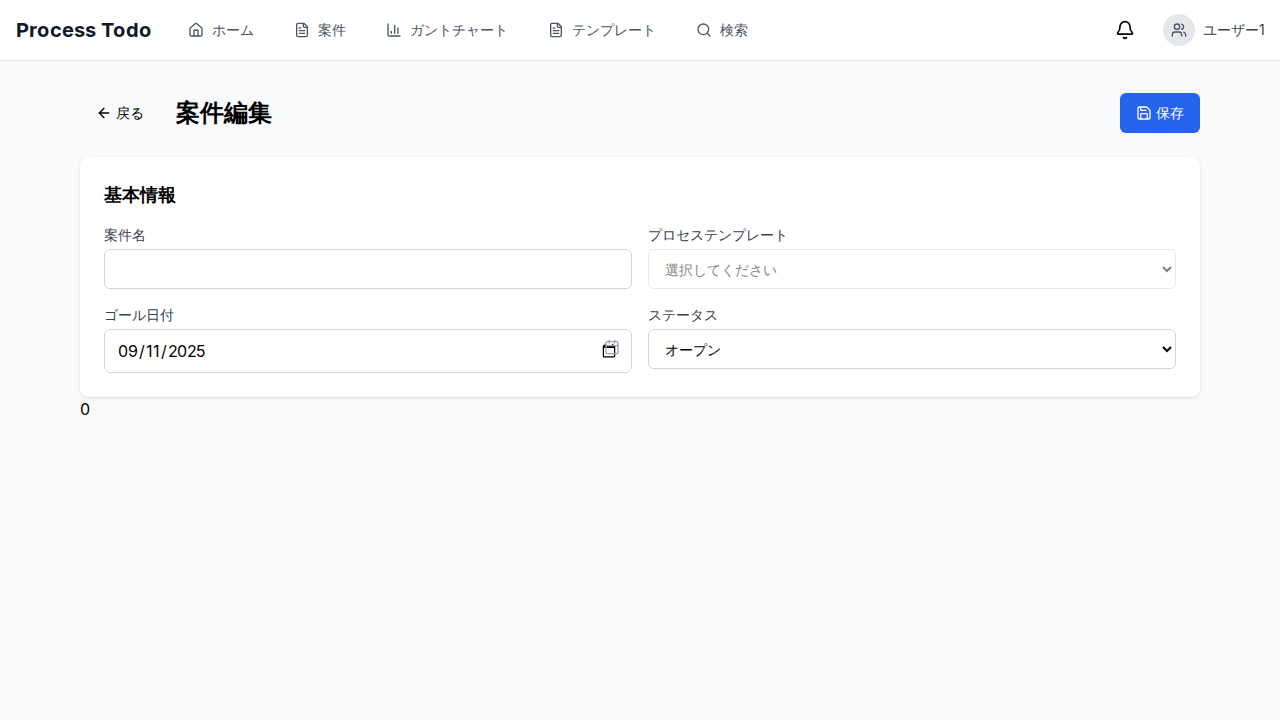 Process Todo ホーム 案件 ガントチャート テンプレート 検索 ユーザー1
戻る 案件編集 保存
基本情報
案件名 プロセステンプレート
選択してください
ゴール日付 ステータス
09/11/2025 オープン
0